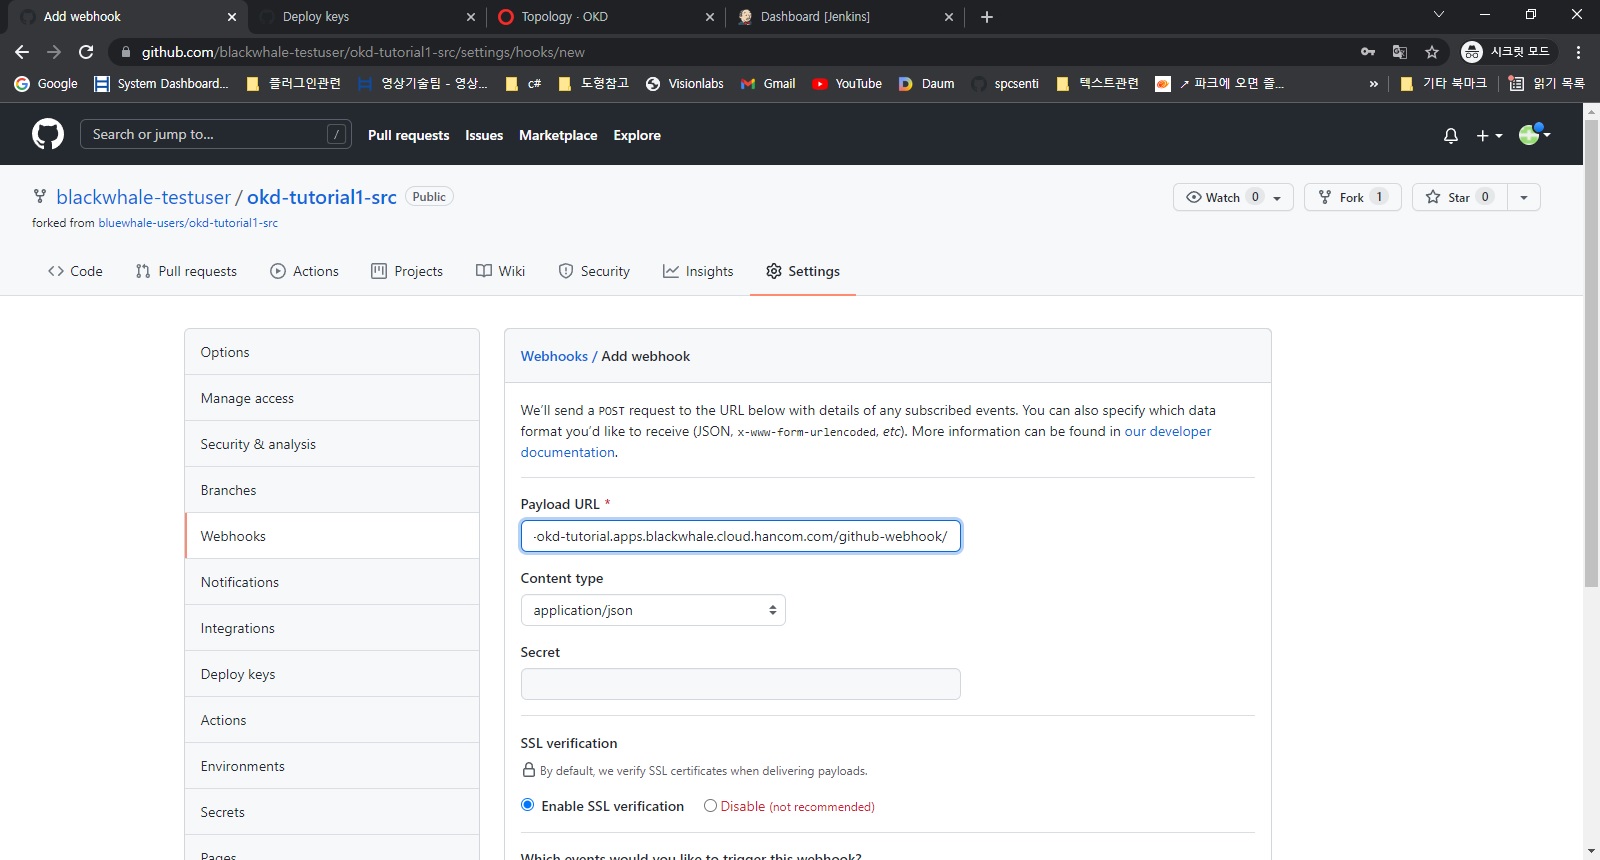 Add webhook
Deploy keys
Topology · OKD
Dashboard [Jenkins]
github.com/blackwhale-testuser/okd-tutorial1-src/settings/hooks/new
시크릿 모드
Google
System Dashboard...
플러그인관련
영상기술팀 - 영상...
c#
도형참고
Visionlabs
Gmail
YouTube
Daum
spcsenti
텍스트관련
↗ 파크에 오면 즐...
»
기타 북마크
읽기 목록
Search or jump to...
/
Pull requests
Issues
Marketplace
Explore
blackwhale-testuser / okd-tutorial1-src
Public
Watch 0
Fork 1
Star 0
forked from bluewhale-users/okd-tutorial1-src
Code
Pull requests
Actions
Projects
Wiki
Security
Insights
Settings
Options
Manage access
Security & analysis
Branches
Webhooks
Notifications
Integrations
Deploy keys
Actions
Environments
Secrets
Pages
Webhooks / Add webhook
We'll send a POST request to the URL below with details of any subscribed events. You can also specify which data
format you'd like to receive (JSON, x-www-form-urlencoded, etc). More information can be found in our developer
documentation.
Payload URL *
-okd-tutorial.apps.blackwhale.cloud.hancom.com/github-webhook/
Content type
application/json
Secret
SSL verification
By default, we verify SSL certificates when delivering payloads.
Enable SSL verification
Disable (not recommended)
Which events would you like to trigger this webhook?